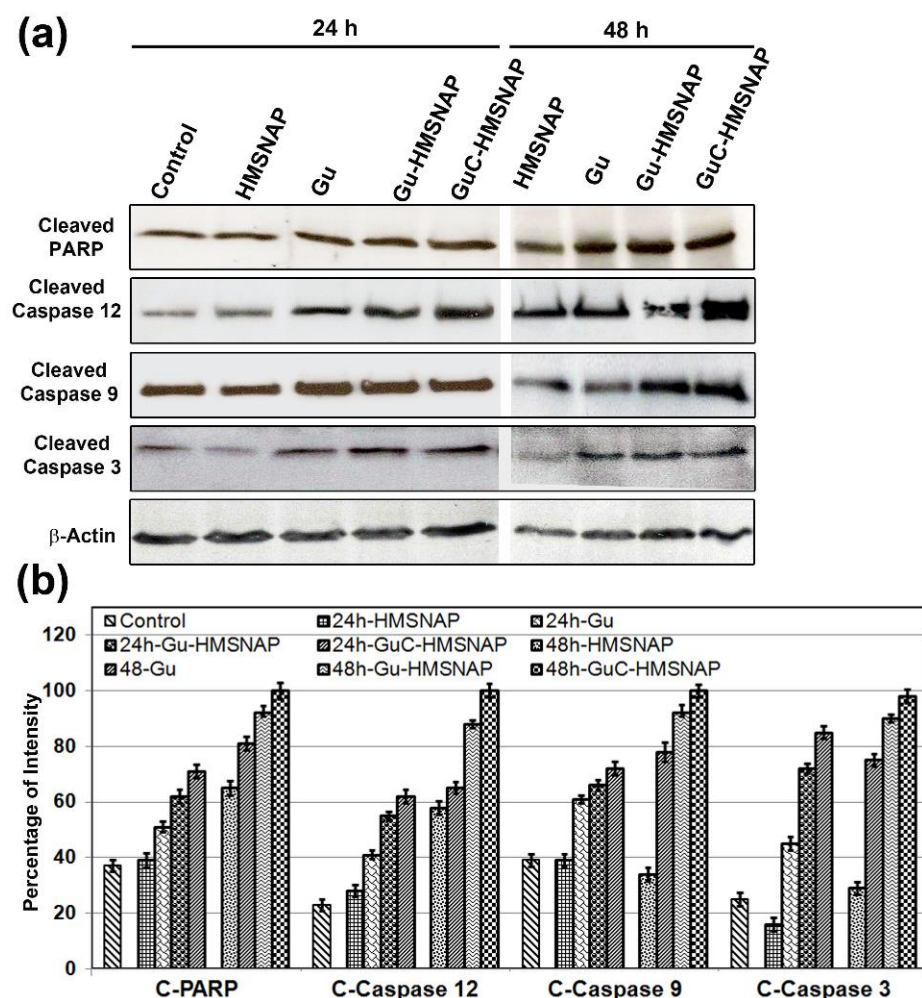 (a)
24 h
48 h
Control
HMSNAP
Gu
Gu-HMSNAP
GuC-HMSNAP
HMSNAP
Gu
Gu-HMSNAP
GuC-HMSNAP
Cleaved
PARP
Cleaved
Caspase 12
Cleaved
Caspase 9
Cleaved
Caspase 3
β-Actin
(b)
Control 24h-HMSNAP 24h-Gu
24h-Gu-HMSNAP 24h-GuC-HMSNAP 48h-HMSNAP
48-Gu 48h-Gu-HMSNAP 48h-GuC-HMSNAP
Percentage of Intensity
120
100
80
60
40
20
0
C-PARP C-Caspase 12 C-Caspase 9 C-Caspase 3